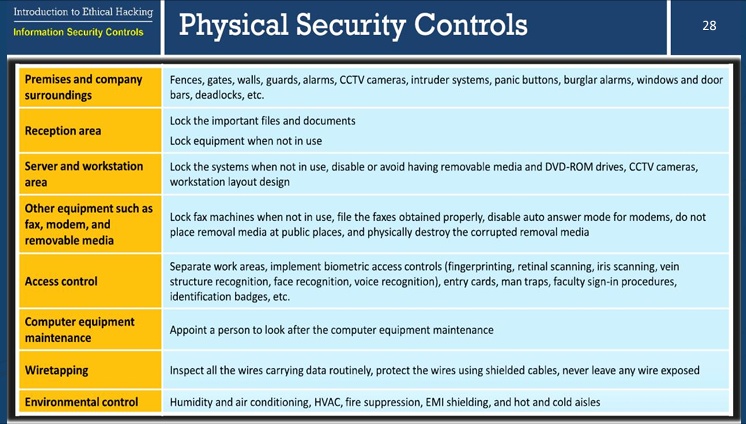 Introduction to Ethical Hacking
Information Security Controls
Physical Security Controls
28
Premises and company
surroundings
Fences, gates, walls, guards, alarms, CCTV cameras, intruder systems, panic buttons, burglar alarms, windows and door
bars, deadlocks, etc.
Reception area
Lock the important files and documents
Lock equipment when not in use
Server and workstation
area
Lock the systems when not in use, disable or avoid having removable media and DVD-ROM drives, CCTV cameras,
workstation layout design
Other equipment such as
fax, modem, and
removable media
Lock fax machines when not in use, file the faxes obtained properly, disable auto answer mode for modems, do not
place removal media at public places, and physically destroy the corrupted removal media
Access control
Separate work areas, implement biometric access controls (fingerprinting, retinal scanning, iris scanning, vein
structure recognition, face recognition, voice recognition), entry cards, man traps, faculty sign-in procedures,
identification badges, etc.
Computer equipment
maintenance
Appoint a person to look after the computer equipment maintenance
Wiretapping
Inspect all the wires carrying data routinely, protect the wires using shielded cables, never leave any wire exposed
Environmental control
Humidity and air conditioning, HVAC, fire suppression, EMI shielding, and hot and cold aisles